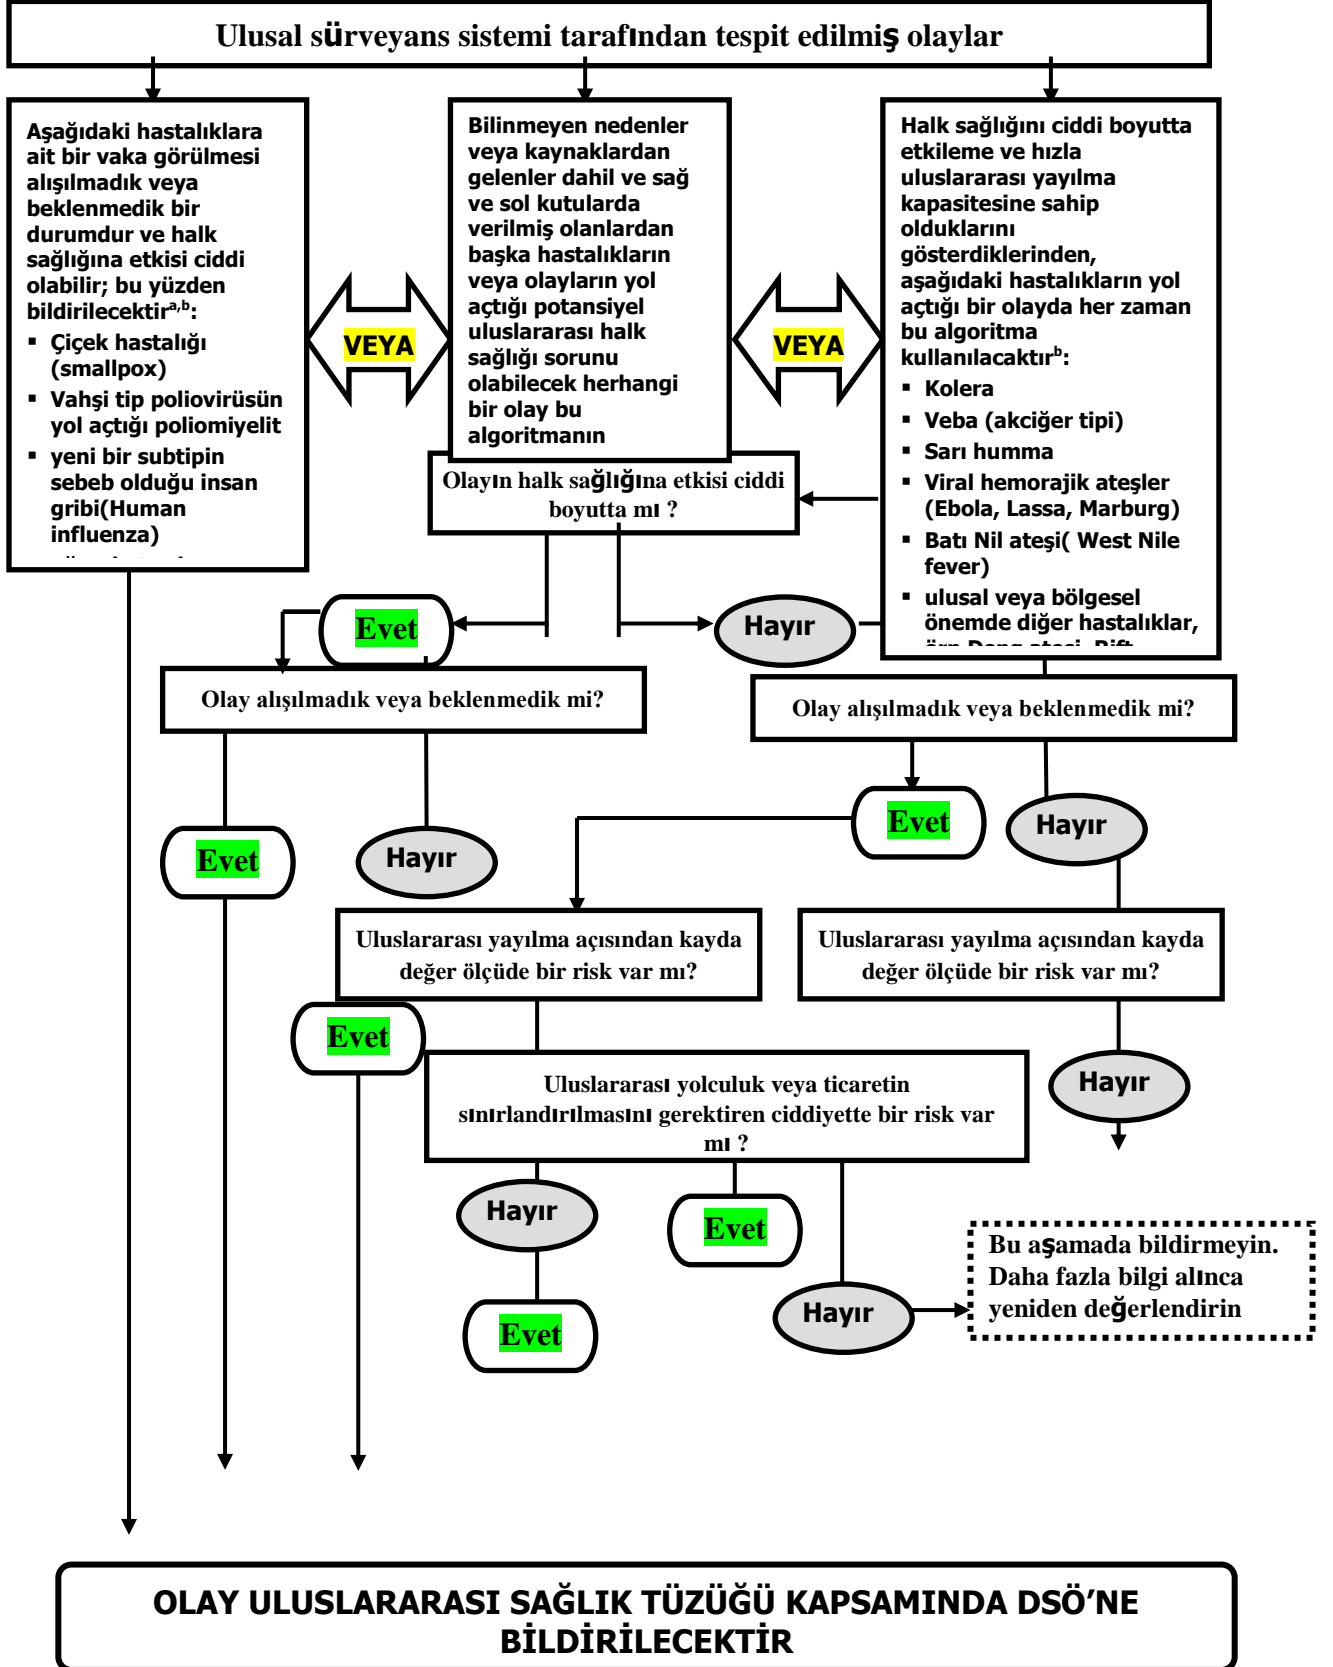 Ulusal sürveyans sistemi tarafından tespit edilmiş olaylar
Aşağıdaki hastalıklara
ait bir vaka görülmesi
alışılmadık veya
beklenmedik bir
durumdur ve halk
sağlığına etkisi ciddi
olabilir; bu yüzden
bildirilecektir^a,b:
▪ Çiçek hastalığı
(smallpox)
▪ Vahşi tip poliovirüsün
yol açtığı poliomiyelit
▪ yeni bir subtipin
sebeb olduğu insan
gribi(Human
influenza)
VEYA
Bilinmeyen nedenler
veya kaynaklardan
gelenler dahil ve sağ
ve sol kutularda
verilmiş olanlardan
başka hastalıkların
veya olayların yol
açtığı potansiyel
uluslararası halk
sağlığı sorunu
olabilecek herhangi
bir olay bu
algoritmanın
VEYA
Halk sağlığını ciddi boyutta
etkileme ve hızla
uluslararası yayılma
kapasitesine sahip
olduklarını
gösterdiklerinden,
aşağıdaki hastalıkların yol
açtığı bir olayda her zaman
bu algoritma
kullanılacaktır^b:
▪ Kolera
▪ Veba (akciğer tipi)
▪ Sarı humma
▪ Viral hemorajik ateşler
(Ebola, Lassa, Marburg)
▪ Batı Nil ateşi( West Nile
fever)
▪ ulusal veya bölgesel
önemde diğer hastalıklar,
örn Deng ateşi, Rift
Olayın halk sağlığına etkisi ciddi
boyutta mı ?
Evet
Hayır
Olay alışılmadık veya beklenmedik mi?
Olay alışılmadık veya beklenmedik mi?
Evet
Hayır
Evet
Hayır
Uluslararası yayılma açısından kayda
değer ölçüde bir risk var mı?
Uluslararası yayılma açısından kayda
değer ölçüde bir risk var mı?
Evet
Hayır
Uluslararası yolculuk veya ticaretin
sınırlandırılmasını gerektiren ciddiyette bir risk var
mı ?
Hayır
Evet
Evet
Hayır
Bu aşamada bildirmeyin.
Daha fazla bilgi alınca
yeniden değerlendirin
OLAY ULUSLARARASI SAĞLIK TÜZÜĞÜ KAPSAMINDA DSÖ’NE
BİLDİRİLECEKTİR